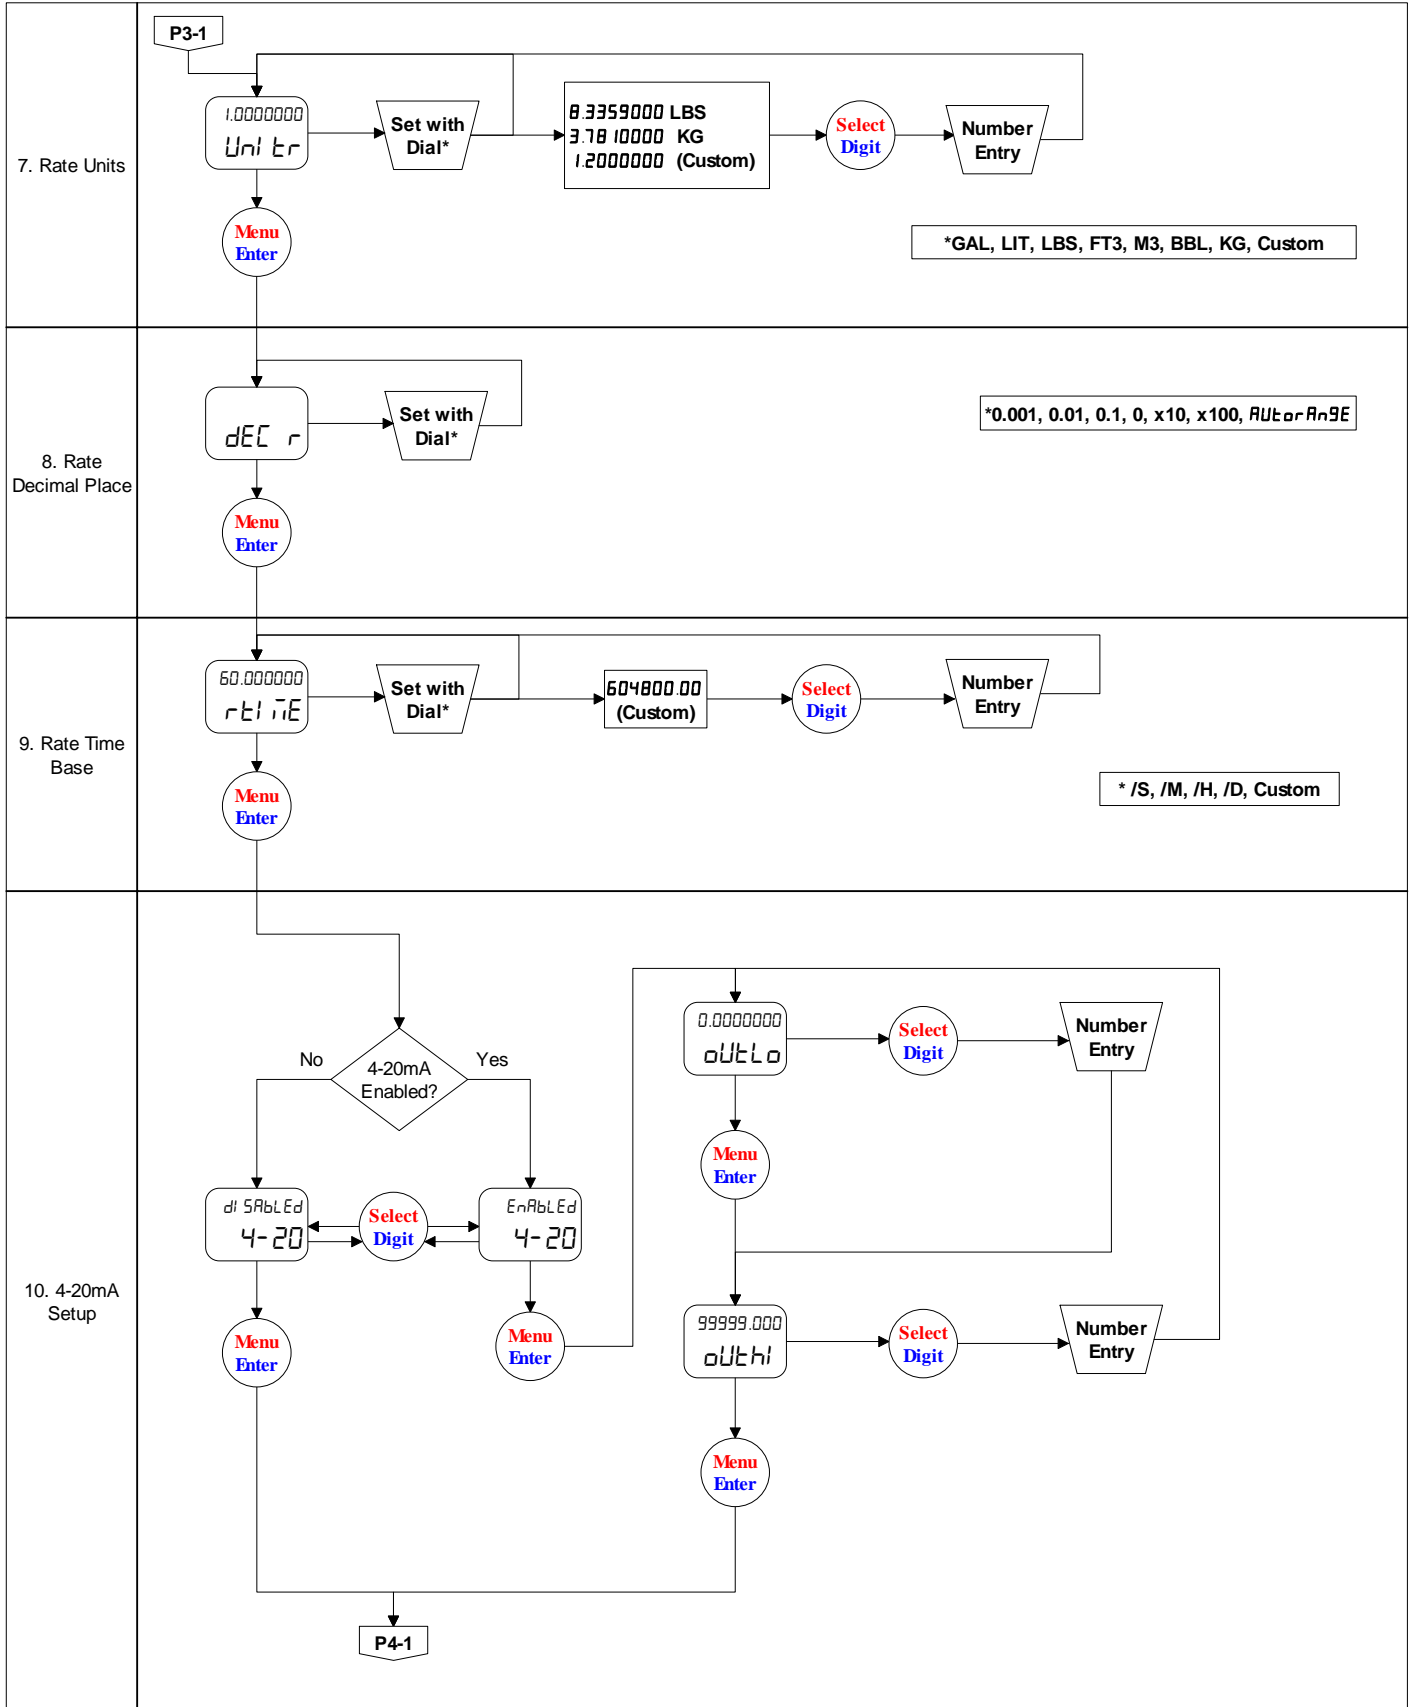 P3-1
7. Rate Units
1.0000000
UnI tr
Set with
Dial*
8.3359000 LBS
3.7810000 KG
1.2000000 (Custom)
Select
Digit
Number
Entry
Menu
Enter
*GAL, LIT, LBS, FT3, M3, BBL, KG, Custom
8. Rate
Decimal Place
dEC r
Set with
Dial*
*0.001, 0.01, 0.1, 0, x10, x100, AUtorAngE
Menu
Enter
9. Rate Time
Base
60.000000
rtImE
Set with
Dial*
604800.00
(Custom)
Select
Digit
Number
Entry
Menu
Enter
* /S, /M, /H, /D, Custom
10. 4-20mA
Setup
4-20mA
Enabled?
No
Yes
dISAbLEd
4-20
Select
Digit
EnAbLEd
4-20
Menu
Enter
Menu
Enter
0.0000000
oUtLo
Select
Digit
Number
Entry
Menu
Enter
99999.000
oUthI
Select
Digit
Number
Entry
Menu
Enter
P4-1